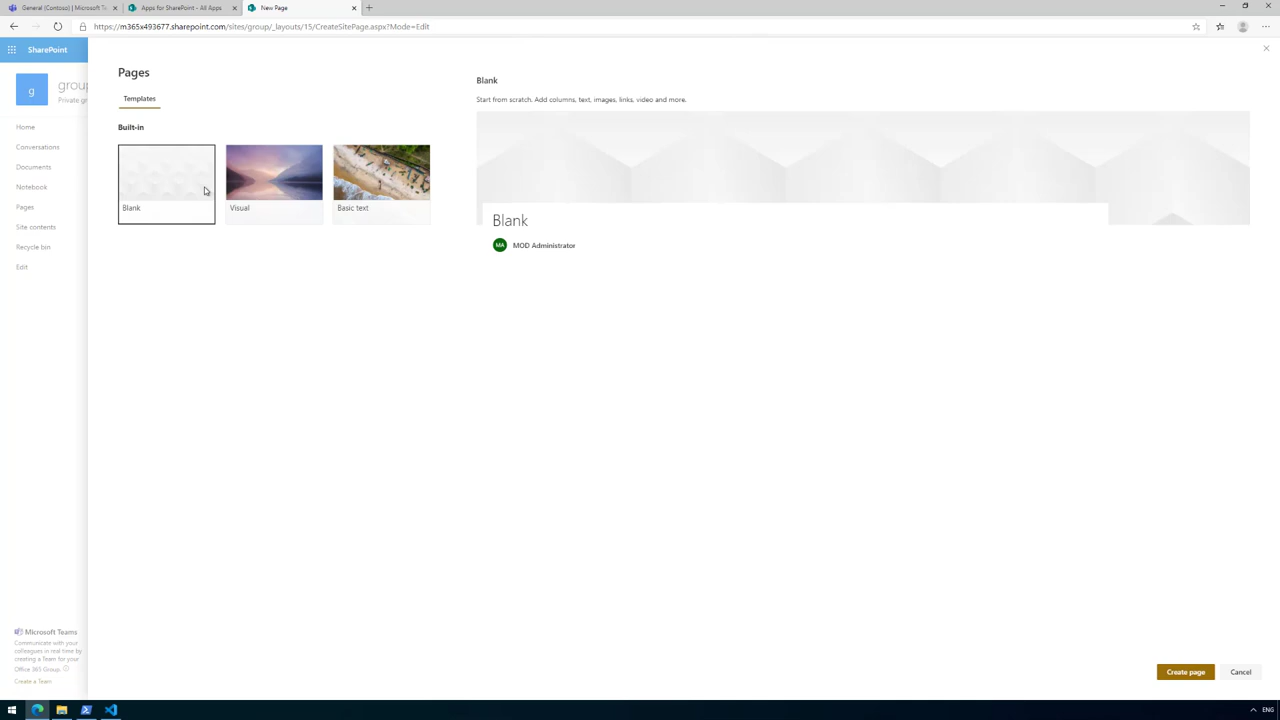 General (Contoso) | Microsoft Te
Apps for SharePoint - All Apps
New Page
https://m365x493677.sharepoint.com/sites/group/_layouts/15/CreateSitePage.aspx?Mode=Edit
SharePoint
g
group
Private gr
Home
Conversations
Documents
Notebook
Pages
Site contents
Recycle bin
Edit
Microsoft Teams
Communicate with your
colleagues in real time by
creating a Team for your
Office 365 Group.
Create a Team
Pages
Templates
Built-in
Blank
Visual
Basic text
Blank
Start from scratch. Add columns, text, images, links, video and more.
Blank
MA MOD Administrator
Create page
Cancel
ENG